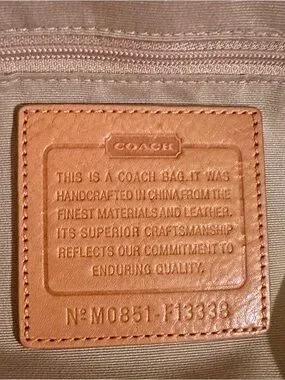 COACH
THIS IS A COACH BAG. IT WAS
HANDCRAFTED IN CHINA FROM THE
FINEST MATERIALS AND LEATHER.
ITS SUPERIOR CRAFTSMANSHIP
REFLECTS OUR COMMITMENT TO
ENDURING QUALITY.
Nº M0851-F13338